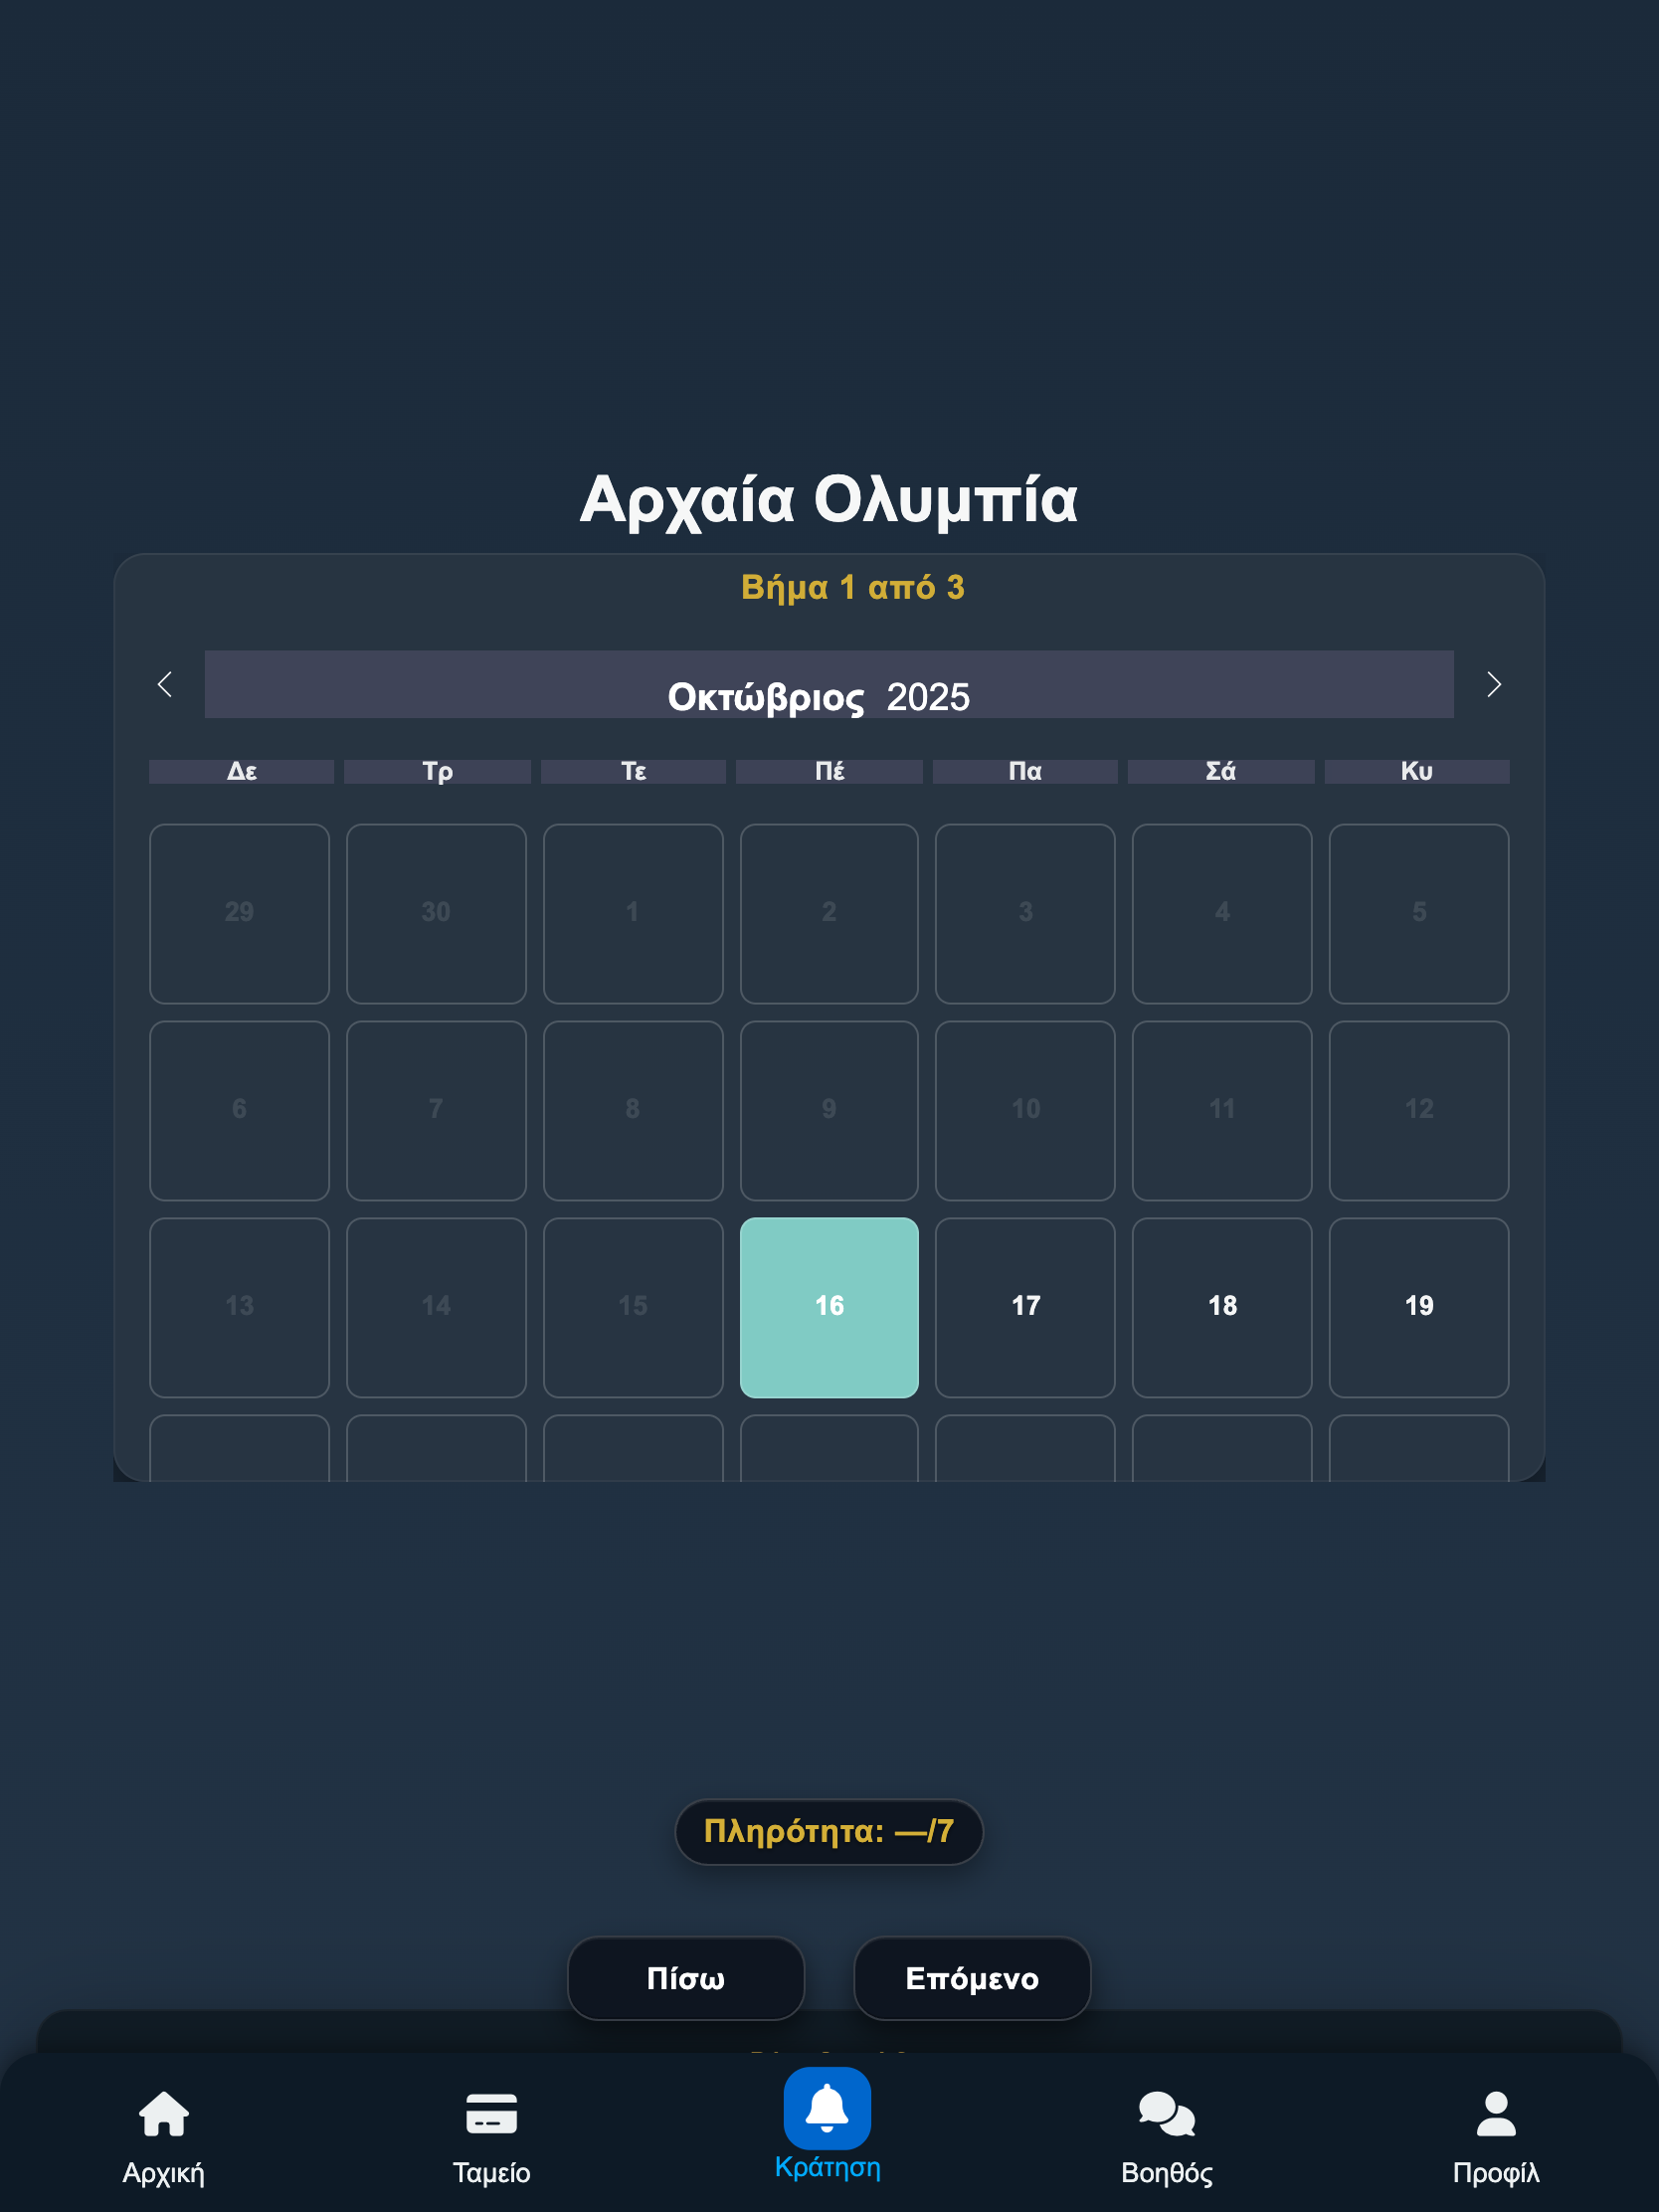 Αρχαία Ολυμπία
Βήμα 1 από 3
Οκτώβριος 2025
Δε Τρ Τε Πέ Πα Σά Κυ
29 30 1 2 3 4 5
6 7 8 9 10 11 12
13 14 15 16 17 18 19
Πληρότητα: —/7
Πίσω Επόμενο
Αρχική Ταμείο Κράτηση Βοηθός Προφίλ